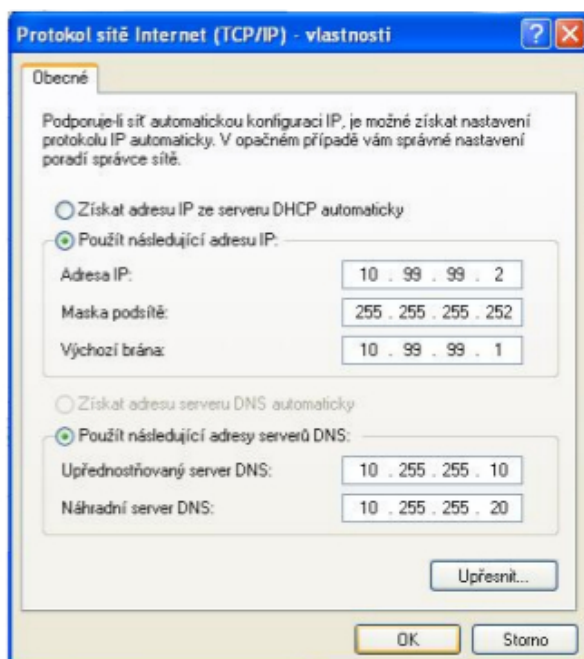 Protokol sítě Internet (TCP/IP) - vlastnosti
Obecné
Podporuje-li síť automatickou konfiguraci IP, je možné získat nastavení
protokolu IP automaticky. V opačném případě vám správné nastavení
poradí správce sítě.
Získat adresu IP ze serveru DHCP automaticky
Použít následující adresu IP:
Adresa IP: 10 . 99 . 99 . 2
Maska podsítě: 255 . 255 . 255 . 252
Výchozí brána: 10 . 99 . 99 . 1
Získat adresu serveru DNS automaticky
Použít následující adresy serverů DNS:
Upřednostňovaný server DNS: 10 . 255 . 255 . 10
Náhradní server DNS: 10 . 255 . 255 . 20
Upřesnit...
OK Storno